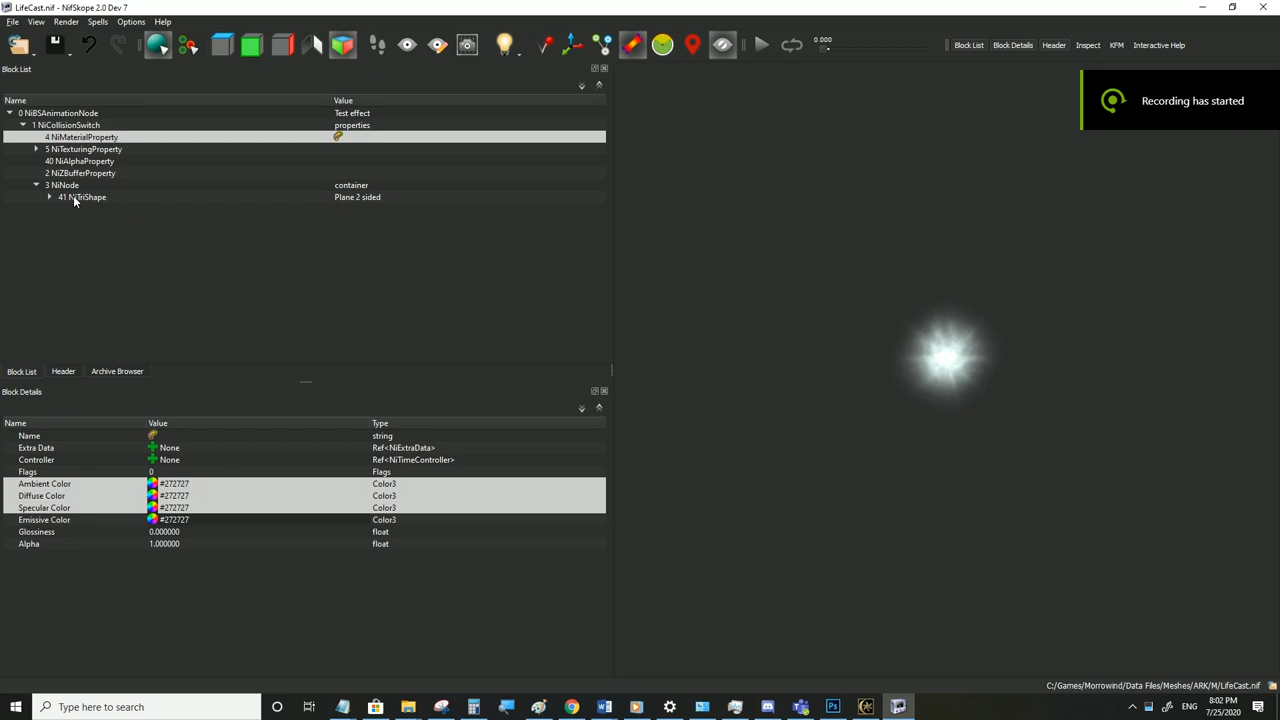 LifeCast.nif - NifSkope 2.0 Dev 7
File View Render Spells Options Help
0.000
Block List Block Details Header Inspect KFM Interactive Help
Block List
Name Value
0 NiBSAnimationNode Test effect
1 NiCollisionSwitch properties
4 NiMaterialProperty
5 NiTexturingProperty
40 NiAlphaProperty
2 NiZBufferProperty
3 NiNode container
41 NiTriShape Plane 2 sided
Recording has started
Block List Header Archive Browser
Block Details
Name Value Type
Name string
Extra Data None Ref<NiExtraData>
Controller None Ref<NiTimeController>
Flags 0 Flags
Ambient Color #272727 Color3
Diffuse Color #272727 Color3
Specular Color #272727 Color3
Emissive Color #272727 Color3
Glossiness 0.000000 float
Alpha 1.000000 float
C:/Games/Morrowind/Data Files/Meshes/ARK/M/LifeCast.nif
Type here to search
ENG
8:02 PM
7/25/2020